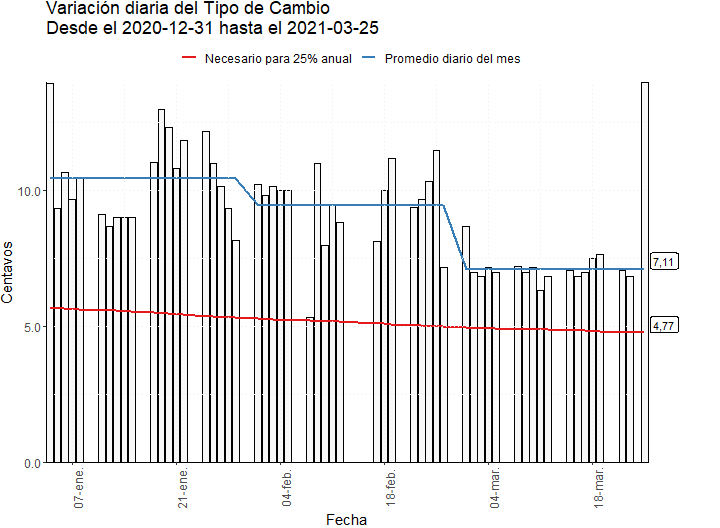 Variación diaria del Tipo de Cambio
Desde el 2020-12-31 hasta el 2021-03-25
Necesario para 25% anual Promedio diario del mes
Centavos
10.0
5.0
0.0
7,11
4,77
07-ene.
21-ene.
04-feb.
18-feb.
04-mar.
18-mar.
Fecha